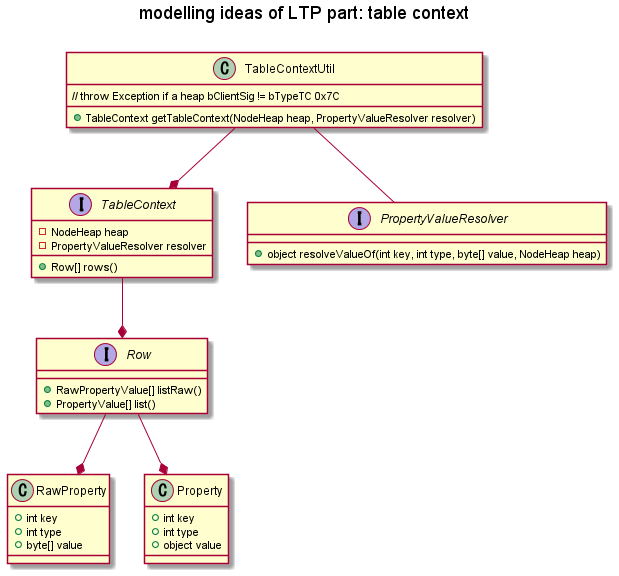 modelling ideas of LTP part: table context
C TableContextUtil
// throw Exception if a heap bClientSig != bTypeTC 0x7C
TableContext getTableContext(NodeHeap heap, PropertyValueResolver resolver)
I TableContext
NodeHeap heap
PropertyValueResolver resolver
Row[] rows()
I PropertyValueResolver
object resolveValueOf(int key, int type, byte[] value, NodeHeap heap)
I Row
RawPropertyValue[] listRaw()
PropertyValue[] list()
C RawProperty
int key
int type
byte[] value
C Property
int key
int type
object value